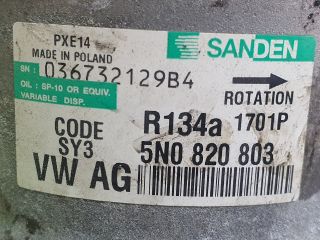 PXE14
MADE IN POLAND
SANDEN
SN : 036732129B4
OIL : SP-10 OR EQUIV.
VARIABLE DISP.
ROTATION
CODE
SY3
R134a 1701P
5N0 820 803
VW AG